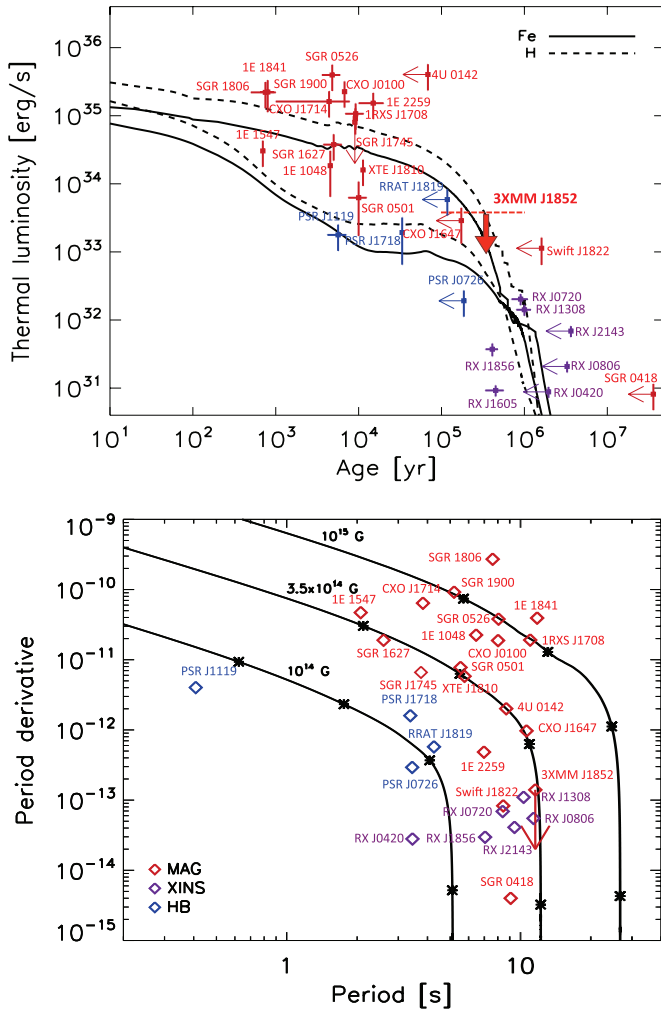 Fe
H
10^36
10^35
10^34
10^33
10^32
10^31
Thermal luminosity [erg/s]
SGR 0526
1E 1841
4U 0142
SGR 1806
SGR 1900
CXO J0100
CXO J1714
1E 2259
1RXS J1708
1E 1547
SGR J1745
SGR 1627
1E 1048
XTE J1810
RRAT J1819
3XMM J1852
SGR 0501
PSR J1119
PSR J1718
CXO J1647
Swift J1822
PSR J0726
RX J0720
RX J1308
RX J2143
RX J1856
RX J0806
SGR 0418
RX J1605
RX J0420
10^1 10^2 10^3 10^4 10^5 10^6 10^7
Age [yr]
10^-9
10^-10
10^-11
10^-12
10^-13
10^-14
10^-15
Period derivative
10^15 G
SGR 1806
3.5x10^14 G
CXO J1714
SGR 1900
1E 1547
SGR 0526
1E 1841
1E 1048
1RXS J1708
SGR 1627
CXO J0100
10^14 G
SGR 0501
PSR J1119
SGR J1745
XTE J1810
PSR J1718
4U 0142
RRAT J1819
CXO J1647
1E 2259
PSR J0726
3XMM J1852
Swift J1822
RX J1308
RX J0720
RX J0806
RX J0420
RX J1856
RX J2143
MAG
XINS
HB
SGR 0418
1 10
Period [s]